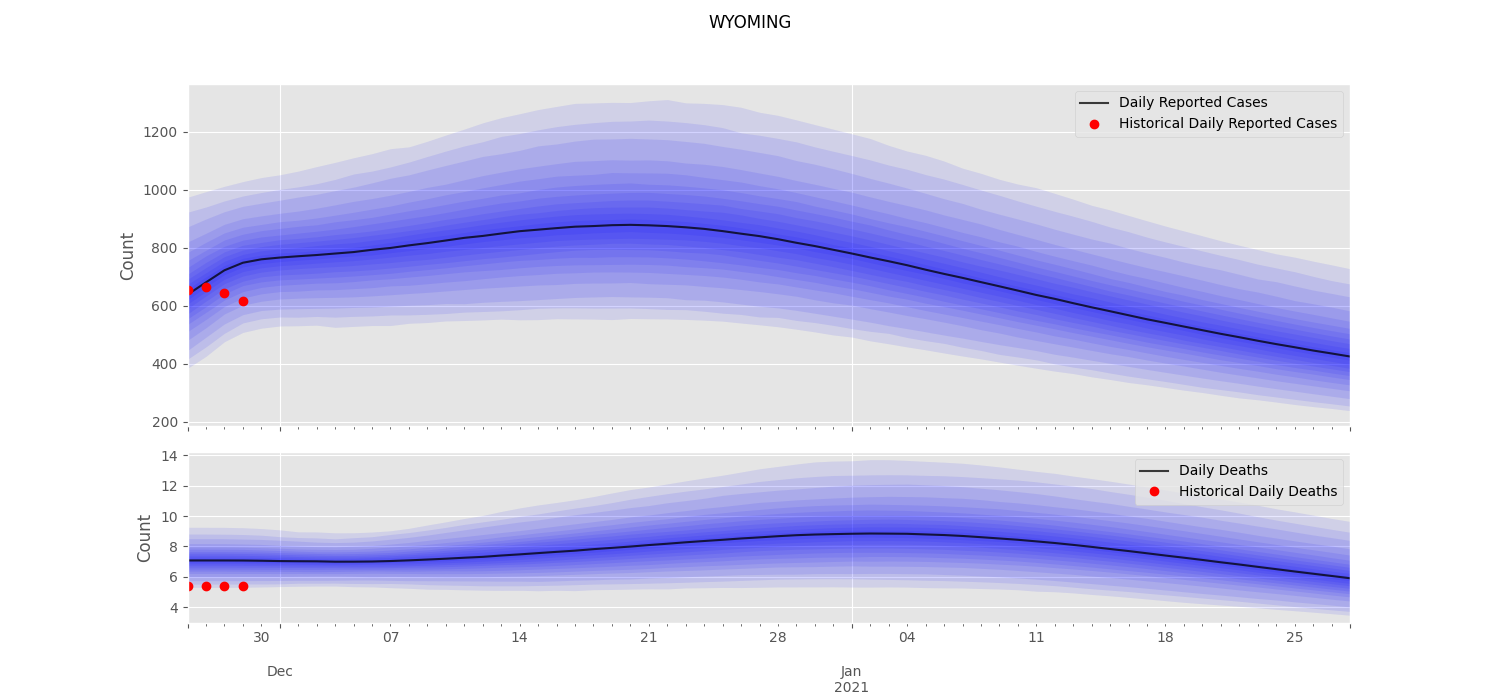 WYOMING
Daily Reported Cases
Historical Daily Reported Cases
Count
1200
1000
800
600
400
200
Daily Deaths
Historical Daily Deaths
Count
14
12
10
8
6
4
30 07 14 21 28 04 11 18 25
Dec Jan
2021